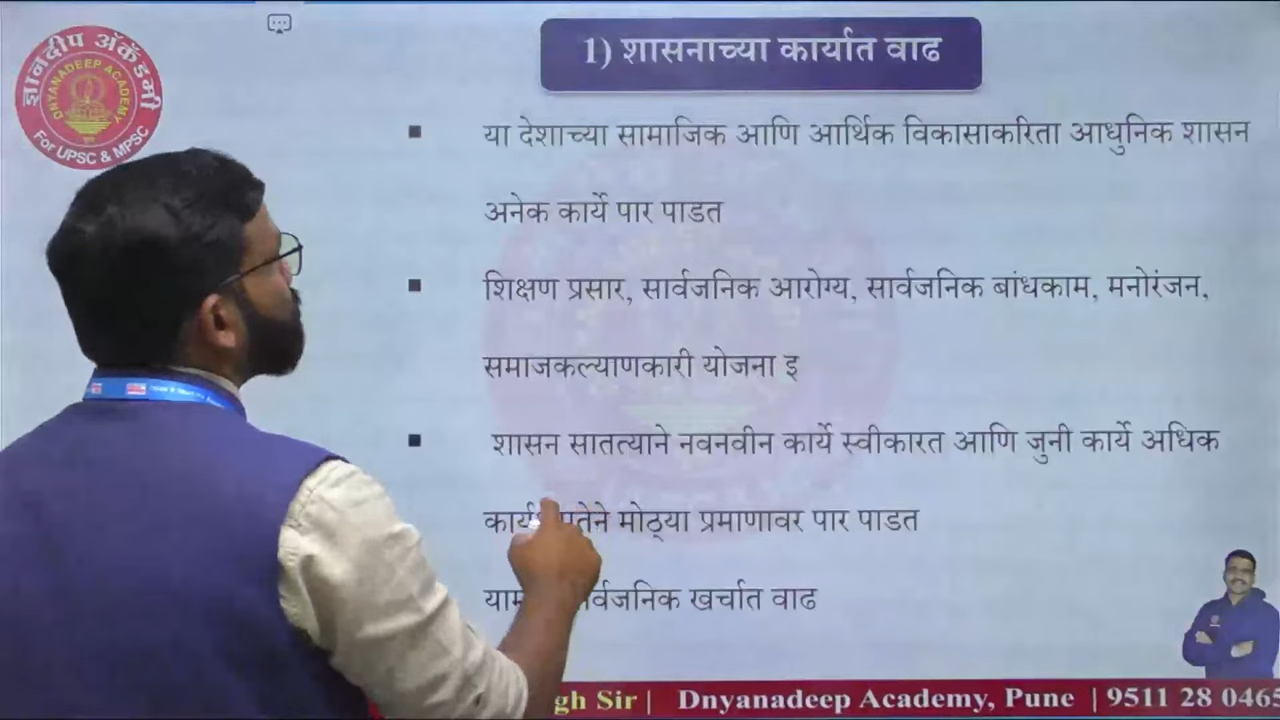 ज्ञानदीप ॲकॅडमी
DNYANADEEP ACADEMY
For UPSC & MPSC
1) शासनाच्या कार्यात वाढ
या देशाच्या सामाजिक आणि आर्थिक विकासाकरिता आधुनिक शासन
अनेक कार्ये पार पाडत
शिक्षण प्रसार, सार्वजनिक आरोग्य, सार्वजनिक बांधकाम, मनोरंजन,
समाजकल्याणकारी योजना इ
शासन सातत्याने नवनवीन कार्ये स्वीकारत आणि जुनी कार्ये अधिक
मोठ्या प्रमाणावर पार पाडत
खर्चात वाढ
Sir | Dnyanadeep Academy, Pune | 9511 28 0465